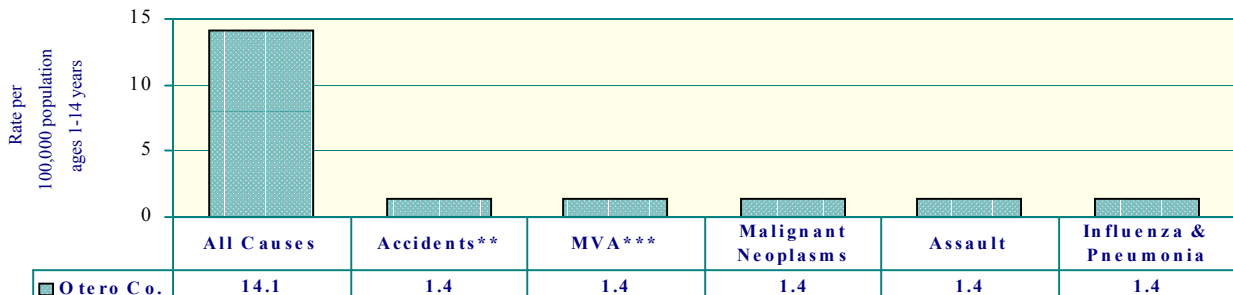 Rate per
100,000 population
ages 1-14 years
15
10
5
0
All Causes Accidents** MVA*** Malignant Neoplasms Assault Influenza & Pneumonia
Otero Co. 14.1 1.4 1.4 1.4 1.4 1.4